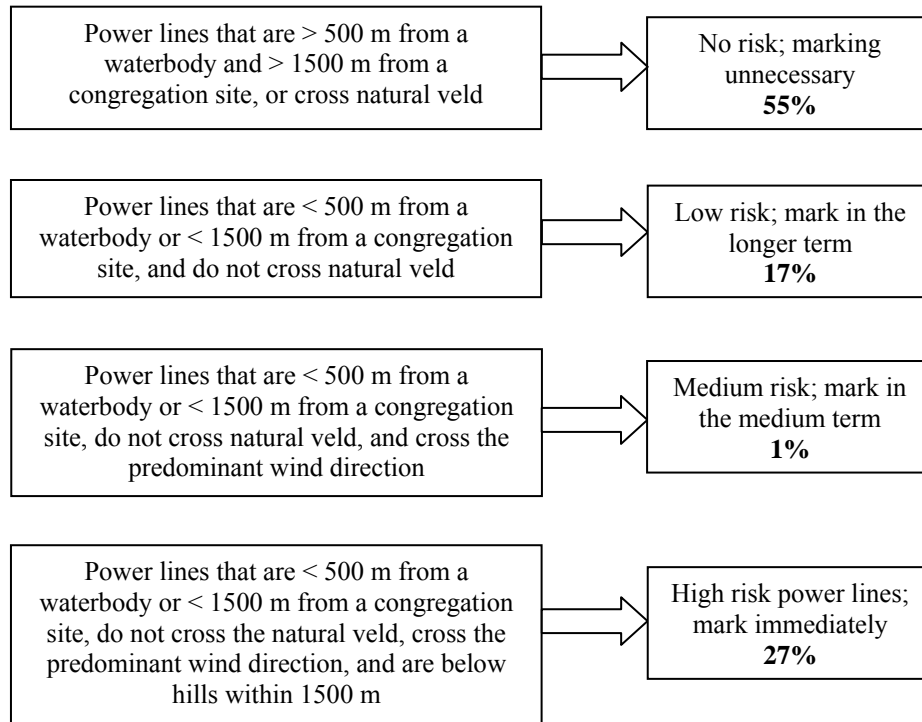 Power lines that are > 500 m from a
waterbody and > 1500 m from a
congregation site, or cross natural veld
No risk; marking
unnecessary
55%
Power lines that are < 500 m from a
waterbody or < 1500 m from a congregation
site, and do not cross natural veld
Low risk; mark in the
longer term
17%
Power lines that are < 500 m from a
waterbody or < 1500 m from a congregation
site, do not cross natural veld, and cross the
predominant wind direction
Medium risk; mark in
the medium term
1%
Power lines that are < 500 m from a
waterbody or < 1500 m from a congregation
site, do not cross the natural veld, cross the
predominant wind direction, and are below
hills within 1500 m
High risk power lines;
mark immediately
27%